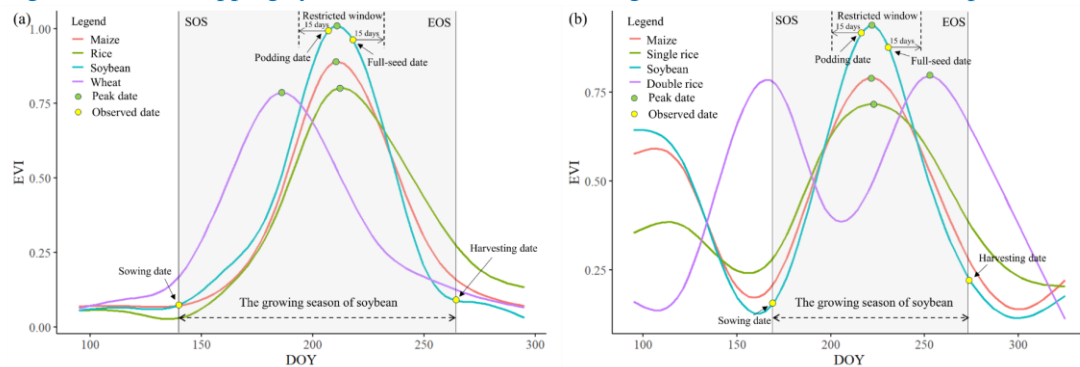 (a)
Legend
Maize
Rice
Soybean
Wheat
Peak date
Observed date
SOS
Restricted window
EOS
15 days
15 days
Podding date
Full-seed date
Sowing date
Harvesting date
The growing season of soybean
EVI
1.00
0.75
0.50
0.25
0.00
100
150
200
250
300
DOY
(b)
Legend
Maize
Single rice
Soybean
Double rice
Peak date
Observed date
SOS
Restricted window
EOS
15 days
15 days
Podding date
Full-seed date
Sowing date
Harvesting date
The growing season of soybean
EVI
0.75
0.50
0.25
100
150
200
250
300
DOY